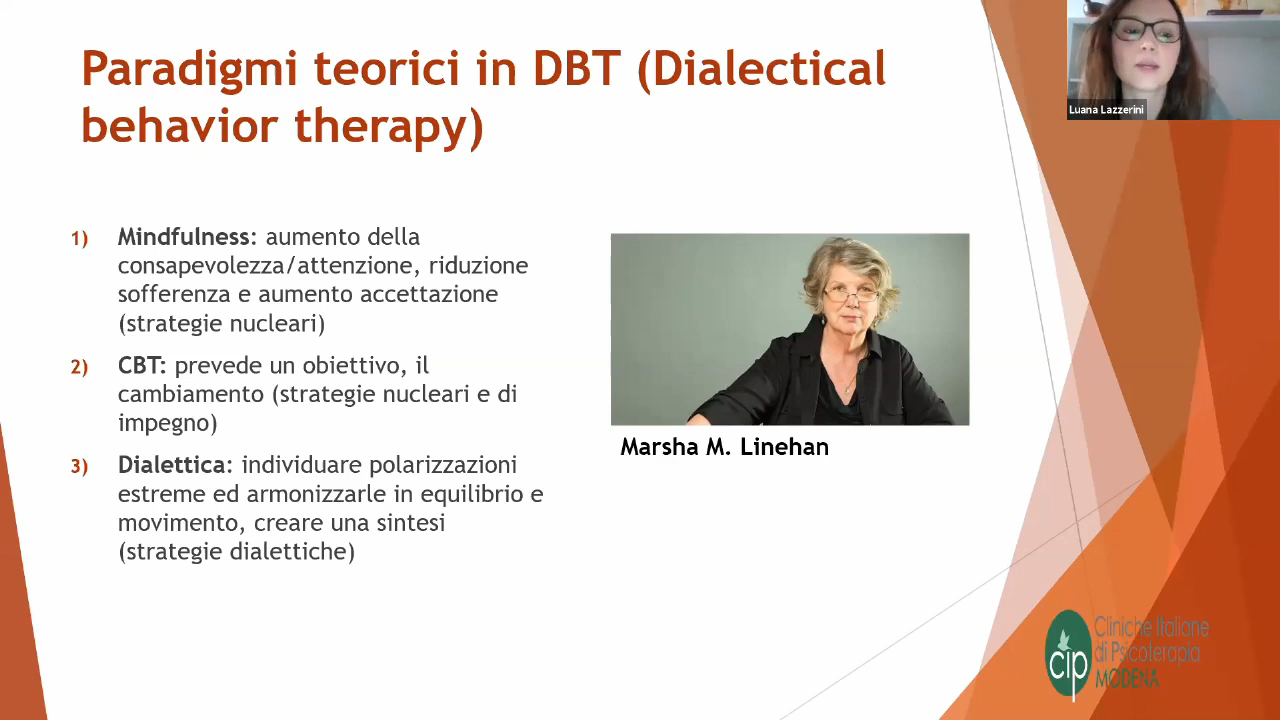 Paradigmi teorici in DBT (Dialectical
behavior therapy)
Luana Lazzerini
1) Mindfulness: aumento della
consapevolezza/attenzione, riduzione
sofferenza e aumento accettazione
(strategie nucleari)
2) CBT: prevede un obiettivo, il
cambiamento (strategie nucleari e di
impegno)
3) Dialettica: individuare polarizzazioni
estreme ed armonizzarle in equilibrio e
movimento, creare una sintesi
(strategie dialettiche)
Marsha M. Linehan
cip
Cliniche Italiane
di Psicoterapia
MODENA